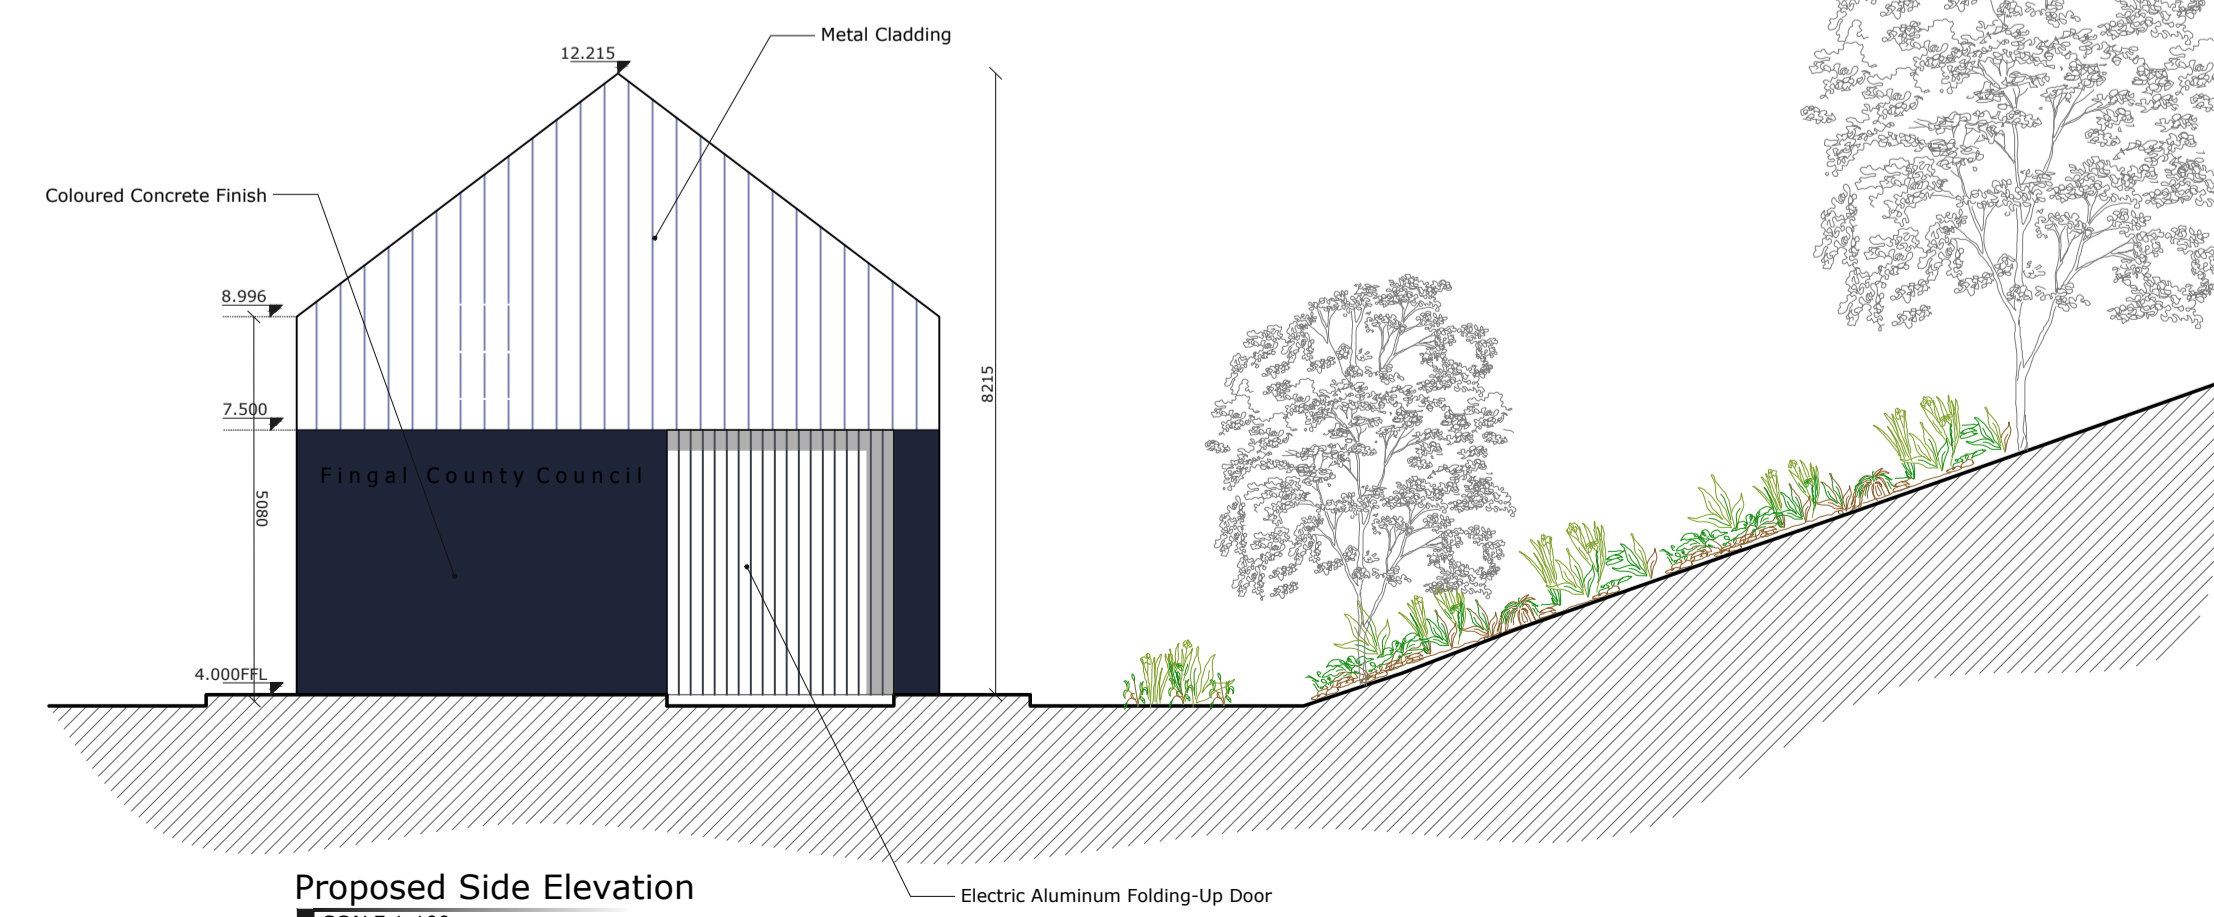 Metal Cladding
12.215
Coloured Concrete Finish
8.996
8215
7.500
Fingal County Council
5080
4.000FFL
Proposed Side Elevation
Electric Aluminum Folding-Up Door